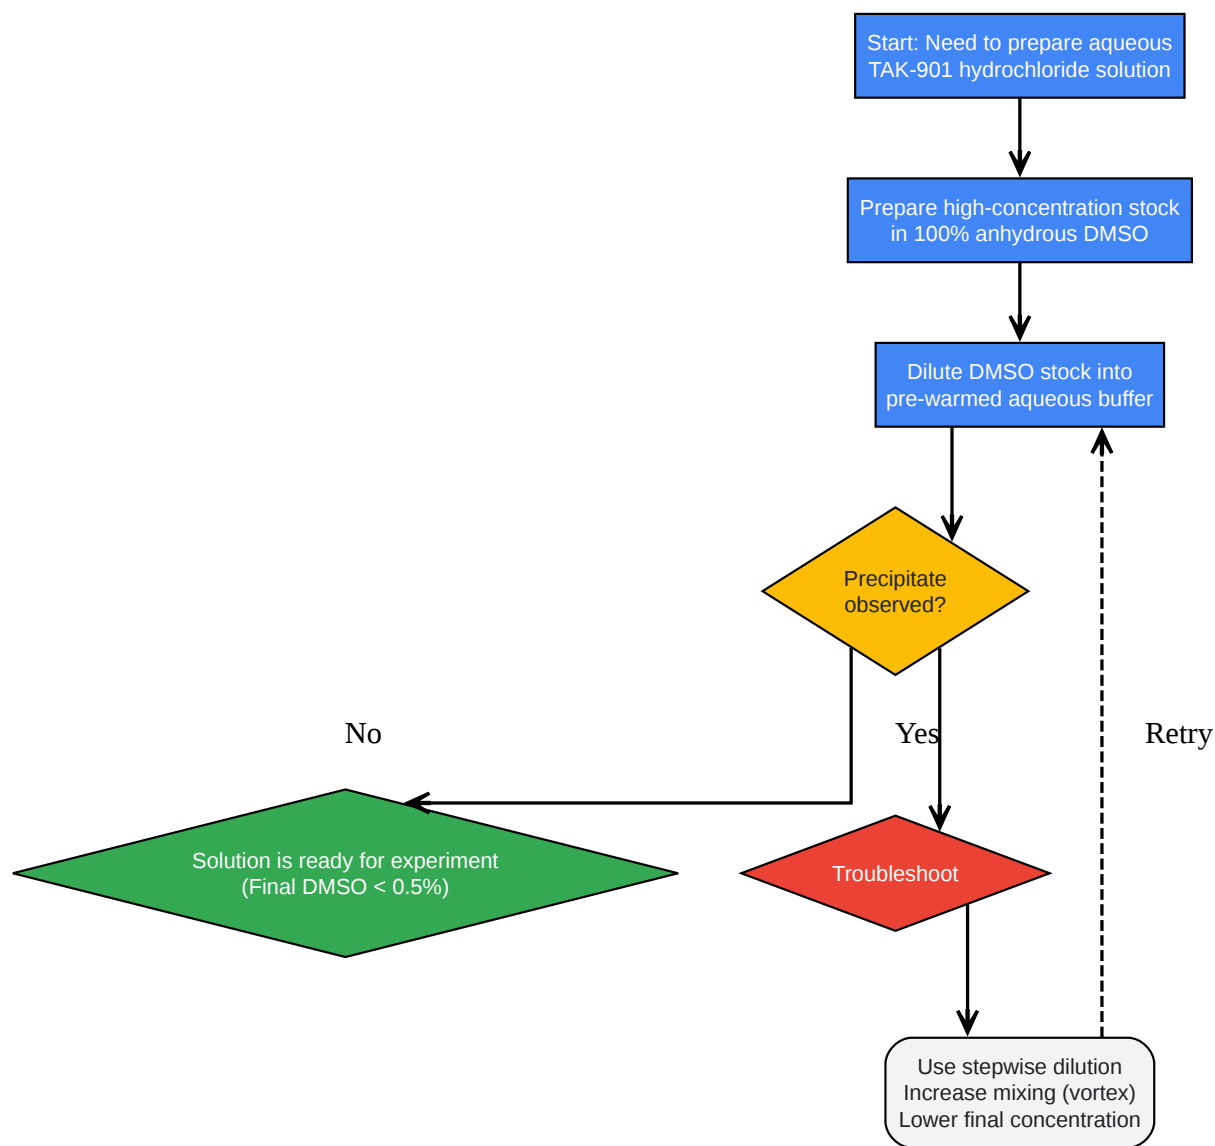 Start: Need to prepare aqueous
TAK-901 hydrochloride solution
Prepare high-concentration stock
in 100% anhydrous DMSO
Dilute DMSO stock into
pre-warmed aqueous buffer
Precipitate
observed?
No
Yes
Retry
Solution is ready for experiment
(Final DMSO < 0.5%)
Troubleshoot
Use stepwise dilution
Increase mixing (vortex)
Lower final concentration